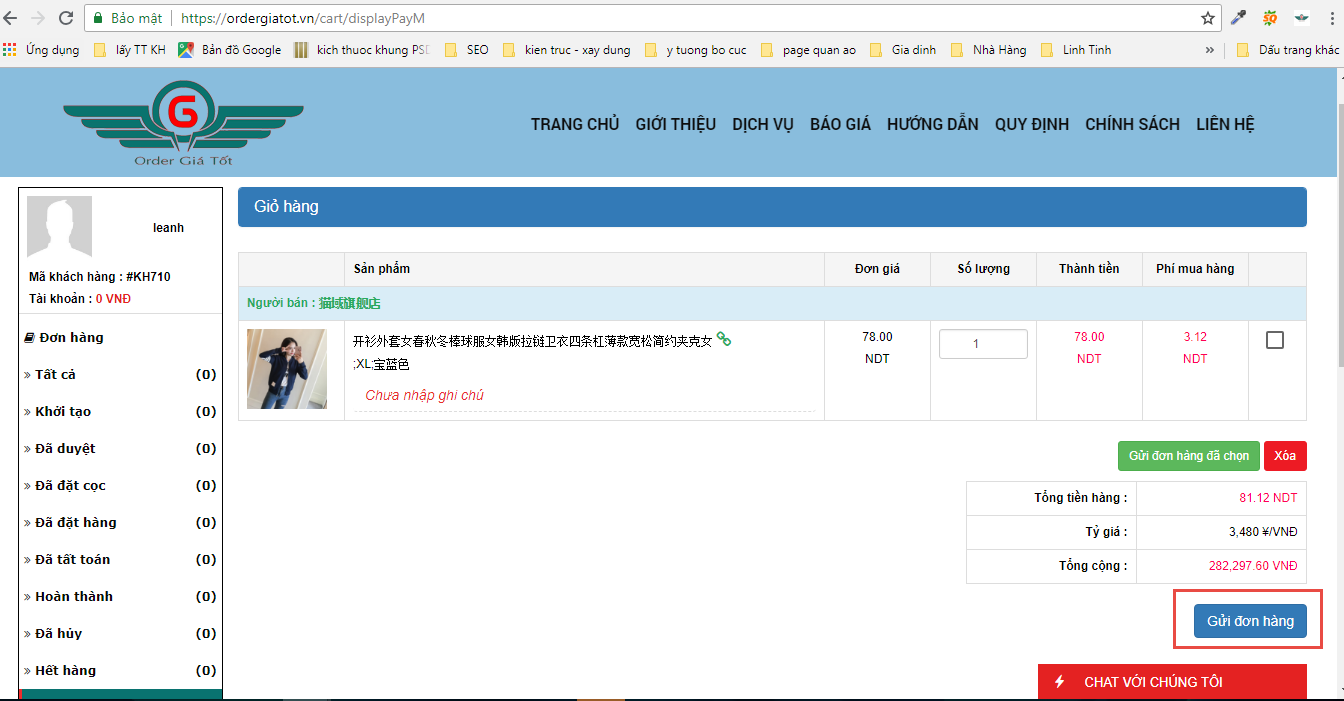 Bảo mật https://ordergiatot.vn/cart/displayPayM
Ứng dụng lấy TT KH Bản đồ Google kich thuoc khung PSD SEO kien truc - xay dung y tuong bo cuc page quan ao Gia dinh Nhà Hàng Linh Tinh » Dấu trang khác
G
Order Giá Tốt
TRANG CHỦ GIỚI THIỆU DỊCH VỤ BÁO GIÁ HƯỚNG DẪN QUY ĐỊNH CHÍNH SÁCH LIÊN HỆ
leanh
Mã khách hàng : #KH710
Tài khoản : 0 VNĐ
Đơn hàng
» Tất cả (0)
» Khởi tạo (0)
» Đã duyệt (0)
» Đã đặt cọc (0)
» Đã đặt hàng (0)
» Đã tất toán (0)
» Hoàn thành (0)
» Đã hủy (0)
» Hết hàng (0)
Giỏ hàng
Sản phẩm Đơn giá Số lượng Thành tiền Phí mua hàng
Người bán : 猫域旗舰店
开衫外套女春秋冬棒球服女韩版拉链卫衣四条杠薄款宽松简约夹克女
;XL;宝蓝色
Chưa nhập ghi chú
78.00
NDT
1
78.00
NDT
3.12
NDT
Gửi đơn hàng đã chọn Xóa
Tổng tiền hàng : 81.12 NDT
Tỷ giá : 3,480 ¥/VNĐ
Tổng cộng : 282,297.60 VNĐ
Gửi đơn hàng
CHAT VỚI CHÚNG TÔI